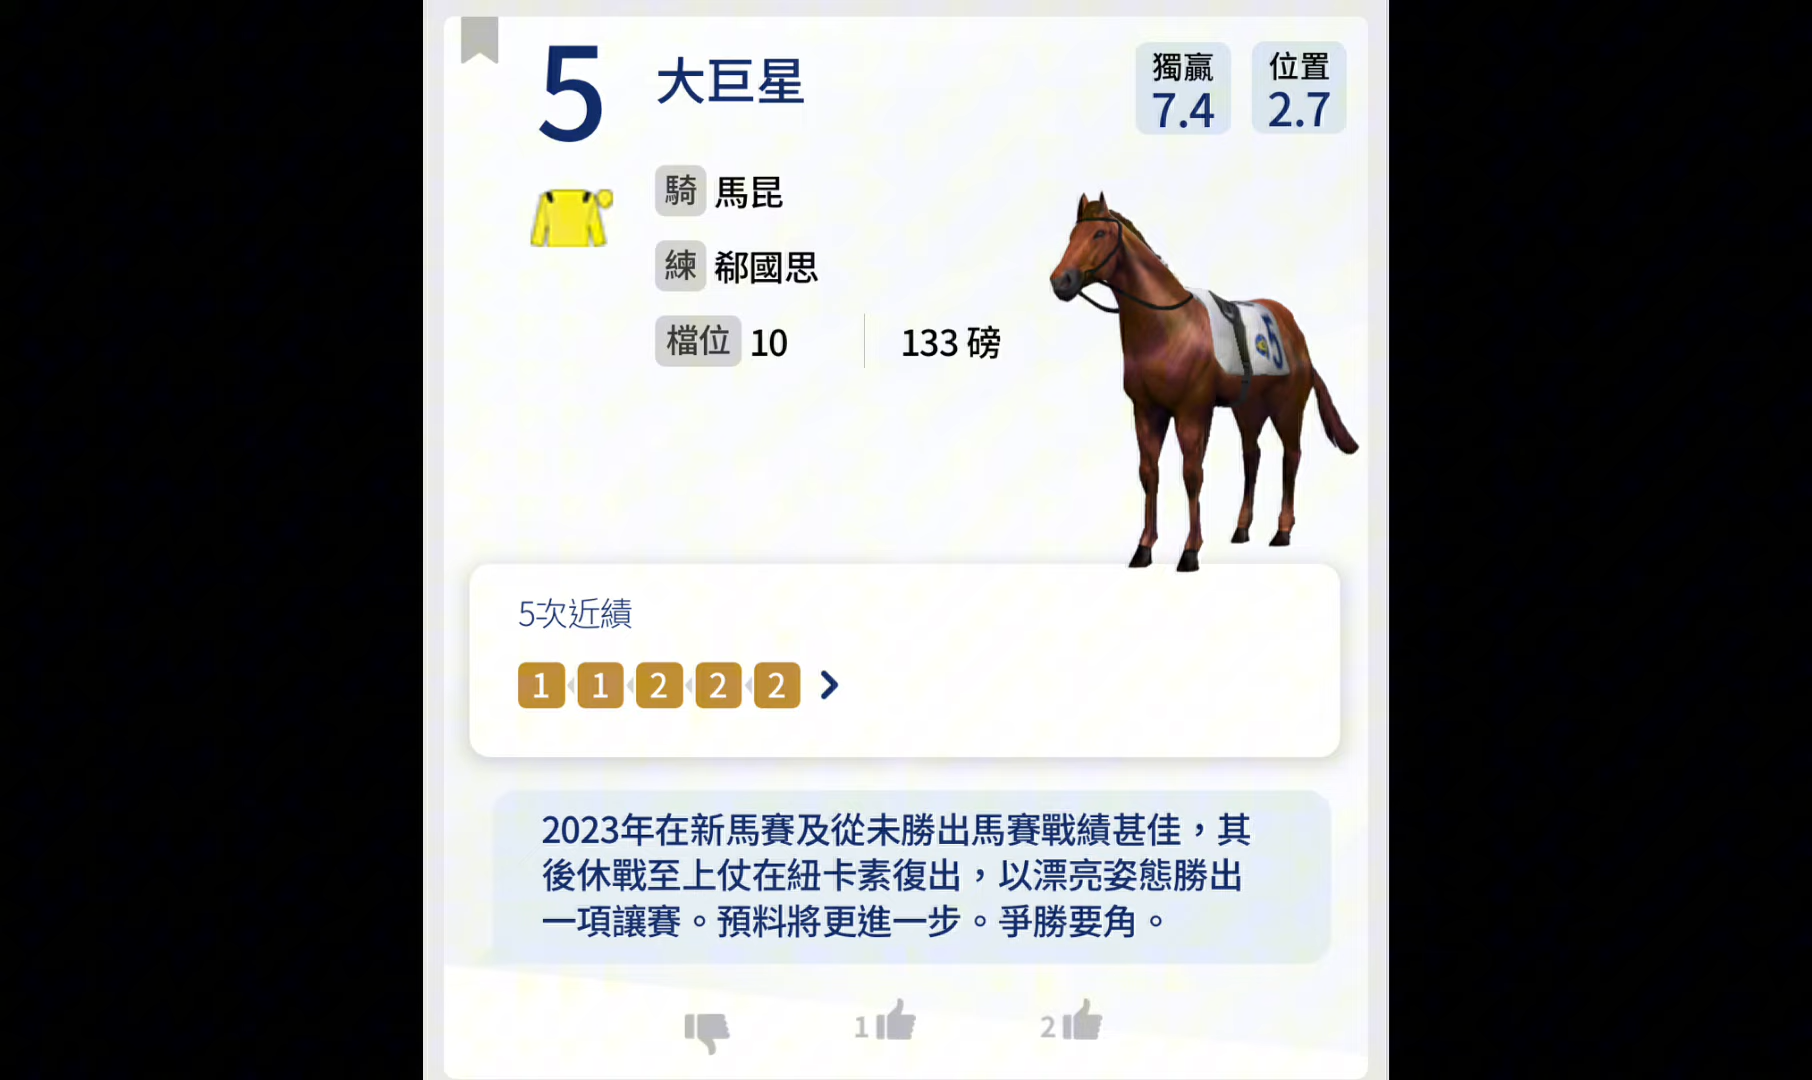 5
大巨星
獨贏
7.4
位置
2.7
騎 馬昆
練 郗國思
檔位 10
133 磅
5
5次近績
1 1 2 2 2
2023年在新馬賽及從未勝出馬賽戰績甚佳，其
後休戰至上仗在紐卡素復出，以漂亮姿態勝出
一項讓賽。預料將更進一步。爭勝要角。
1
2